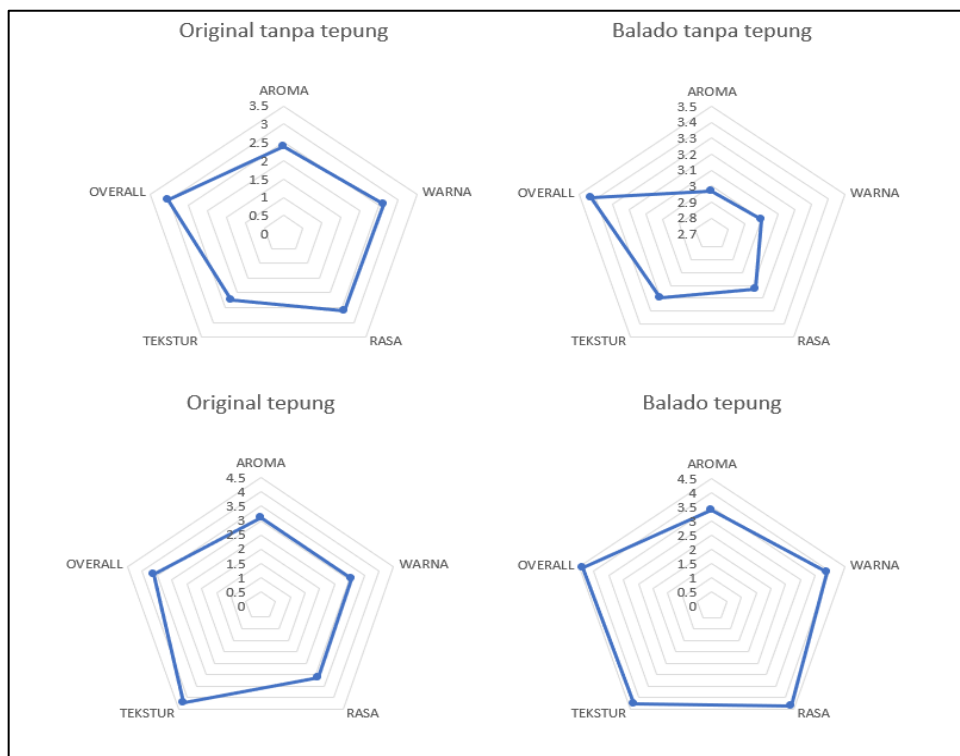 Original tanpa tepung
AROMA
3.5
3
2.5
2
1.5
1
0.5
0
WARNA
RASA
TEKSTUR
OVERALL
Balado tanpa tepung
AROMA
3.5
3.4
3.3
3.2
3.1
3
2.9
2.8
2.7
WARNA
RASA
TEKSTUR
OVERALL
Original tepung
AROMA
4.5
4
3.5
3
2.5
2
1.5
1
0.5
0
WARNA
RASA
TEKSTUR
OVERALL
Balado tepung
AROMA
4.5
4
3.5
3
2.5
2
1.5
1
0.5
0
WARNA
RASA
TEKSTUR
OVERALL